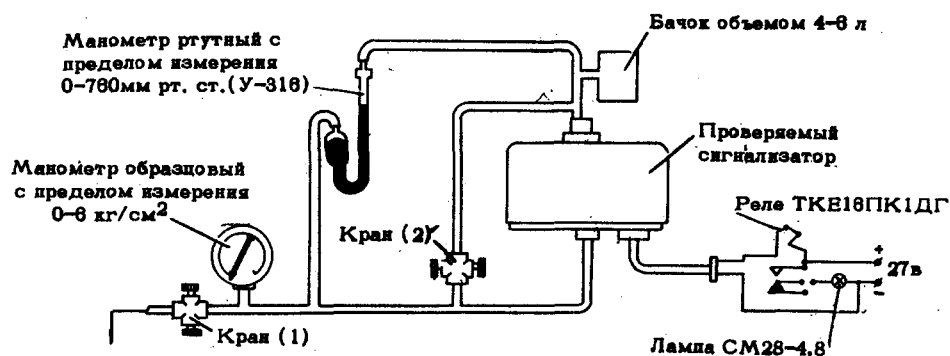 Манометр ртутный с
пределом измерения
0-760мм рт. ст.(У-316)
Бачок объемом 4-6 л
Проверяемый
сигнализатор
Манометр образцовый
с пределом измерения
0-6 кг/см²
Реле ТКЕ16ПК1ДГ
Кран (2)
+
27в
-
Кран (1)
Лампа СМ28-4,8